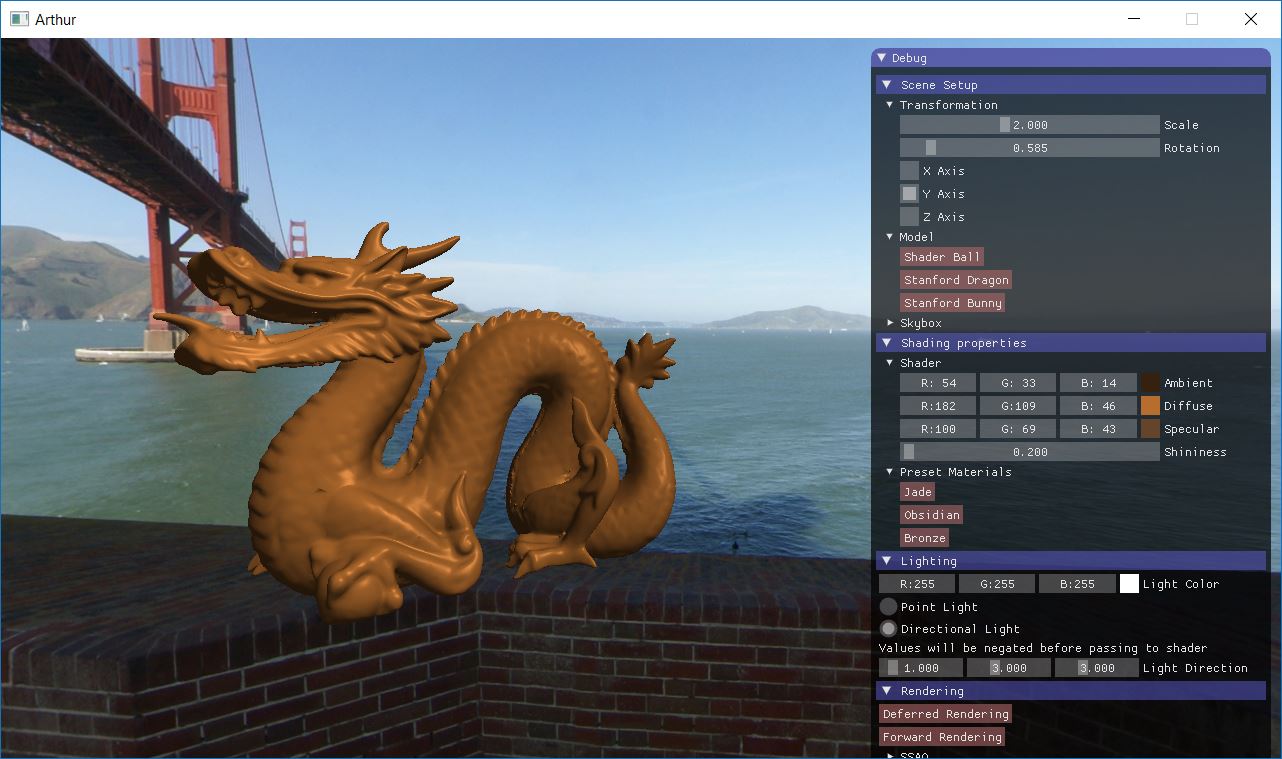 Arthur
Debug
Scene Setup
Transformation
2.000 Scale
0.585 Rotation
X Axis
Y Axis
Z Axis
Model
Shader Ball
Stanford Dragon
Stanford Bunny
Skybox
Shading properties
Shader
R: 54 G: 33 B: 14 Ambient
R:182 G:109 B: 46 Diffuse
R:100 G: 69 B: 43 Specular
0.200 Shininess
Preset Materials
Jade
Obsidian
Bronze
Lighting
R:255 G:255 B:255 Light Color
Point Light
Directional Light
Values will be negated before passing to shader
1.000 3.000 3.000 Light Direction
Rendering
Deferred Rendering
Forward Rendering
SSAO